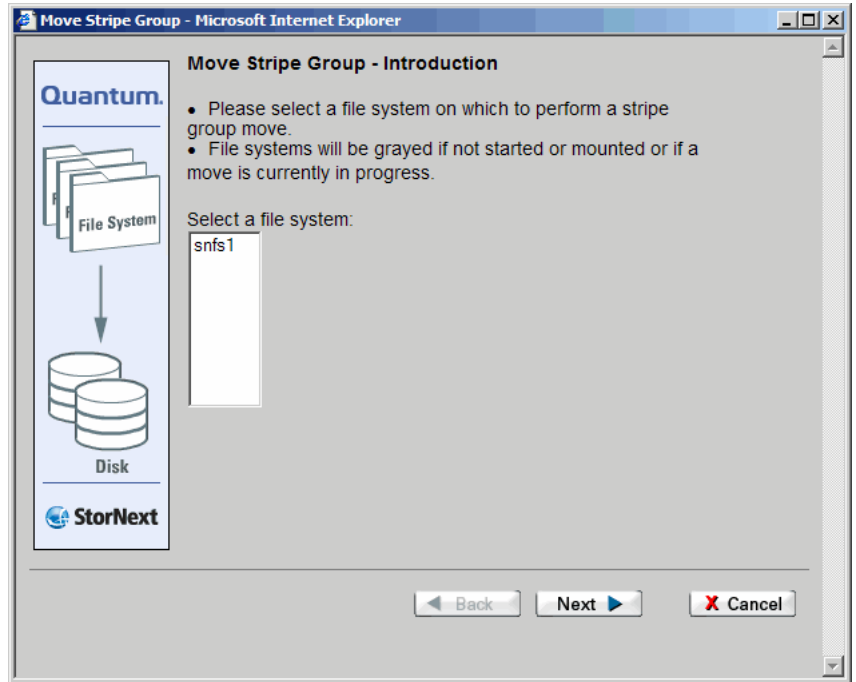 Move Stripe Group - Microsoft Internet Explorer
Quantum.
File System
Disk
StorNext
Move Stripe Group - Introduction
• Please select a file system on which to perform a stripe
group move.
• File systems will be grayed if not started or mounted or if a
move is currently in progress.
Select a file system:
snfs1
Back
Next
X Cancel